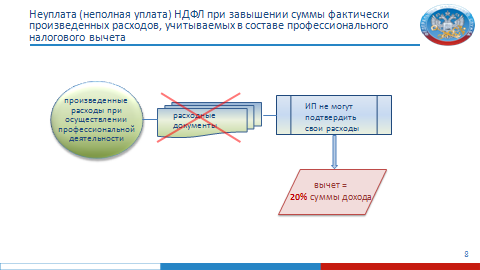 Неуплата (неполная уплата) НДФЛ при завышении суммы фактически
произведенных расходов, учитываемых в составе профессионального
налогового вычета
произведенные
расходы при
осуществлении
профессиональной
деятельности
расходные
документы
ИП не могут
подтвердить
свои расходы
вычет =
20% суммы дохода
8